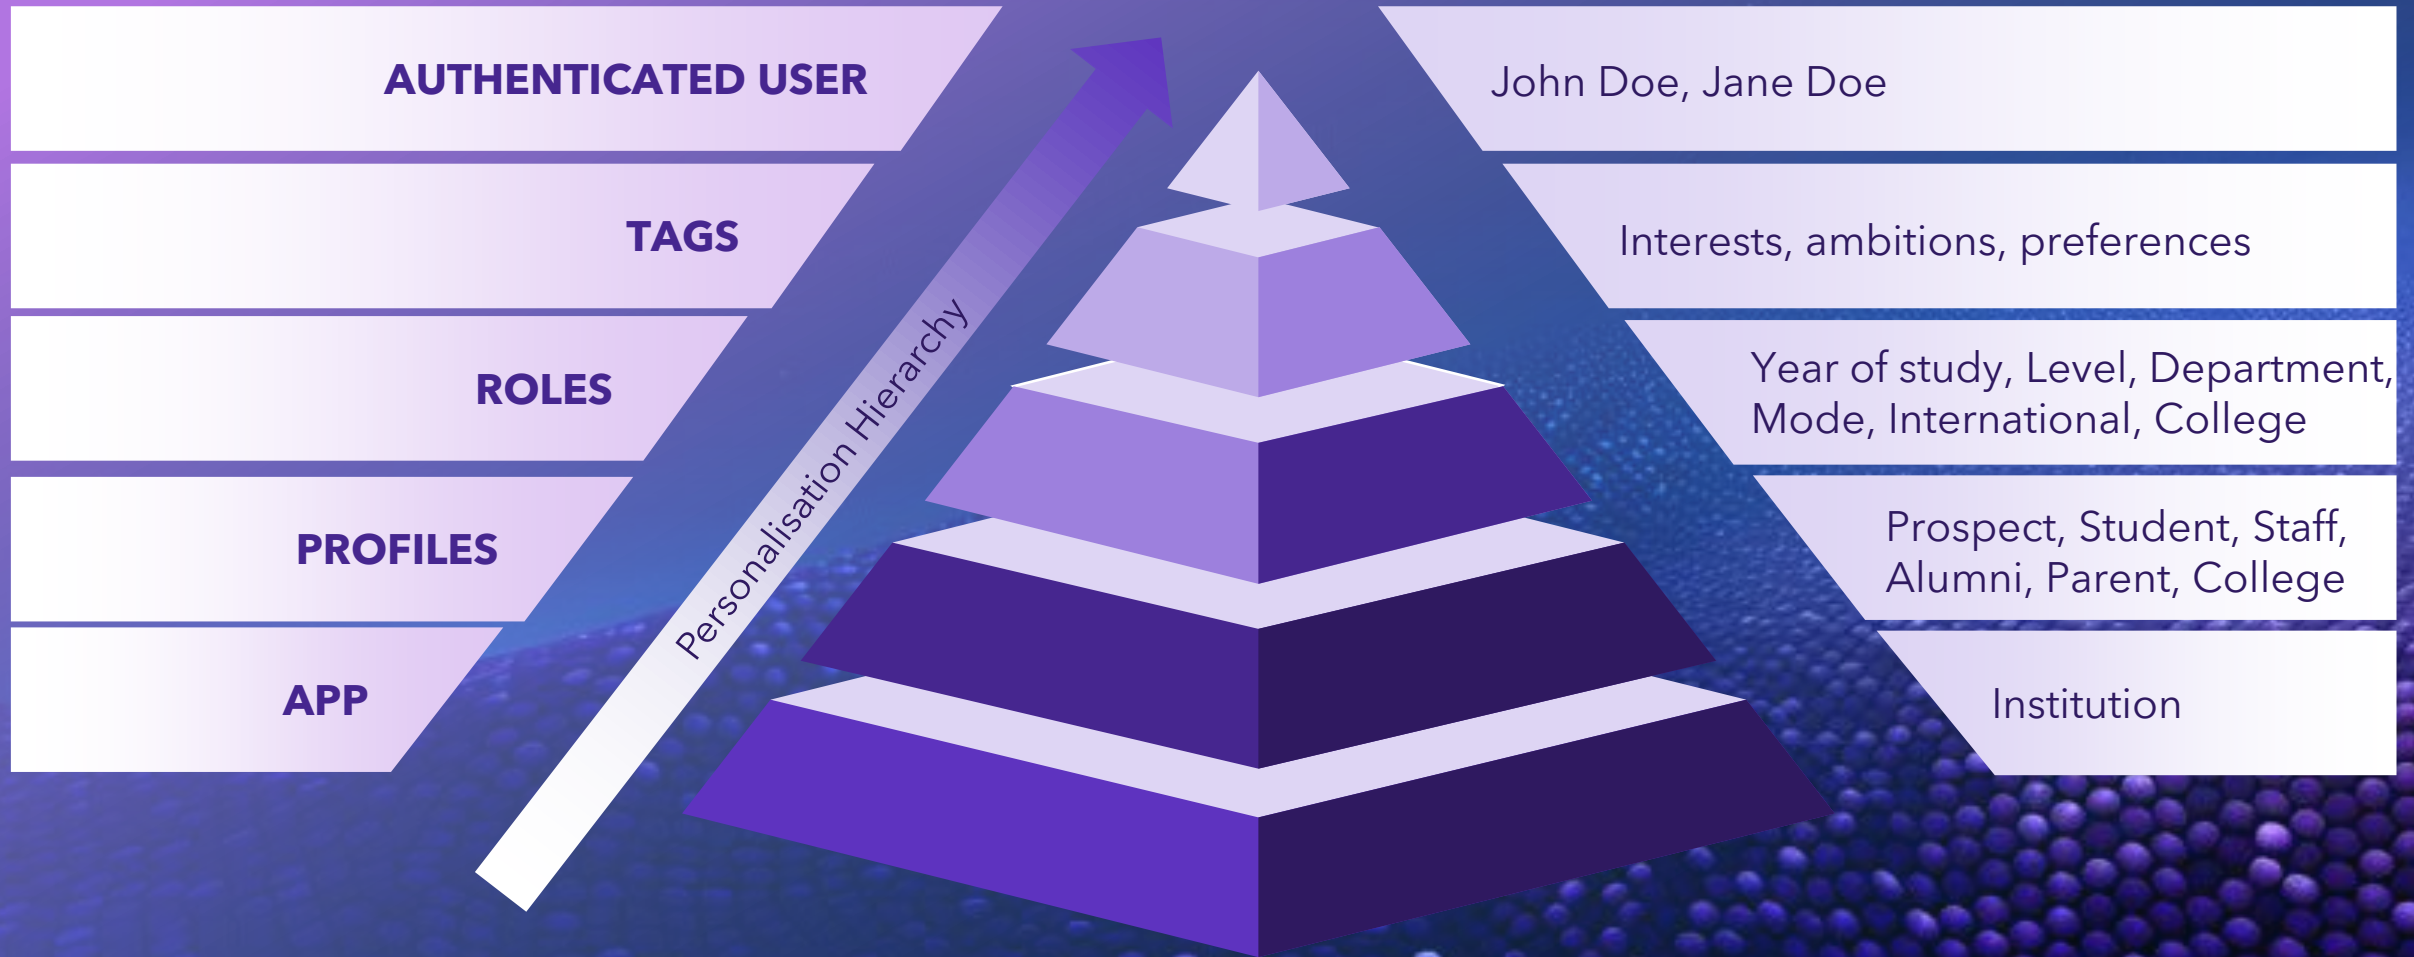 AUTHENTICATED USER
John Doe, Jane Doe
TAGS
Interests, ambitions, preferences
ROLES
Year of study, Level, Department,
Mode, International, College
PROFILES
Prospect, Student, Staff,
Alumni, Parent, College
APP
Institution
Personalisation Hierarchy